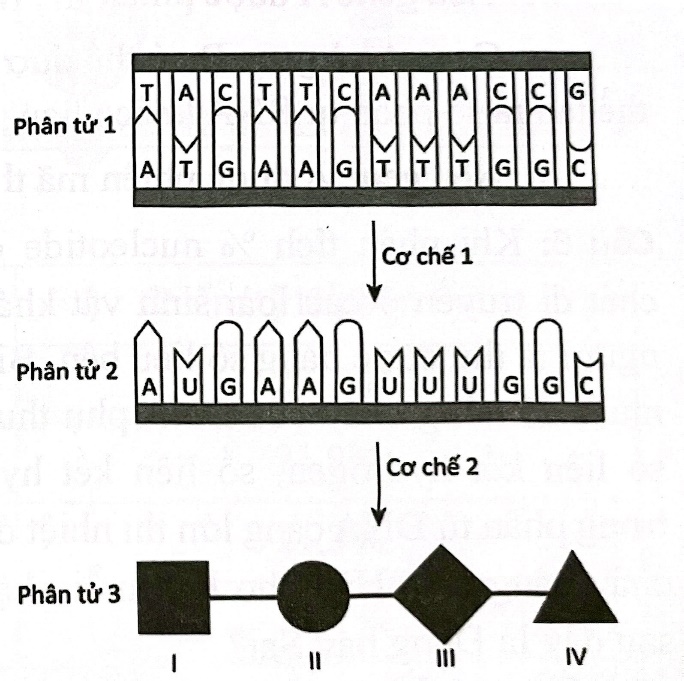 T A C T T C A A A C C G
Phân tử 1
A T G A A G T T T G G C
Cơ chế 1
Phân tử 2
A U G A A G U U U G G C
Cơ chế 2
Phân tử 3
I II III IV